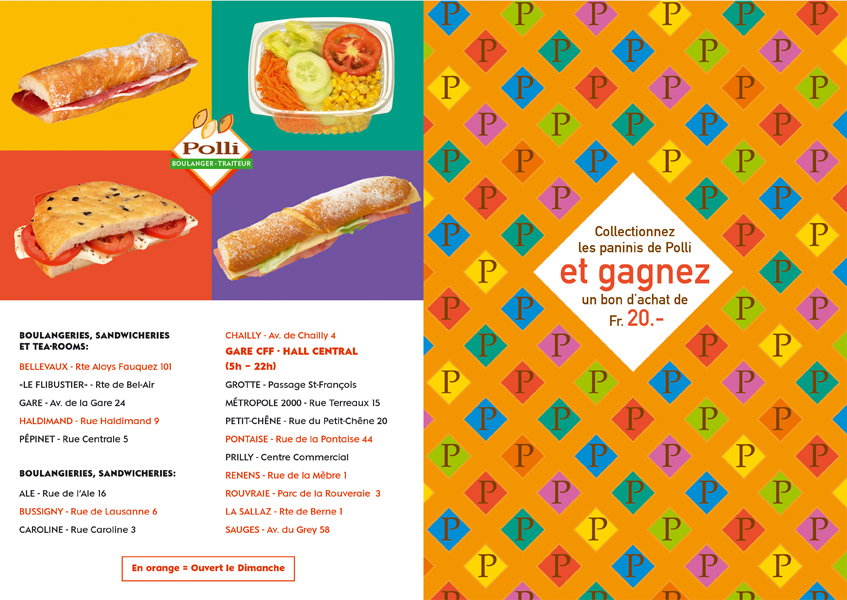 Polli
BOULANGER-TRAITEUR
BOULANGERIES, SANDWICHERIES
ET TEA-ROOMS:
BELLEVAUX - Rte Aloys Fauquez 101
«LE FLIBUSTIER» - Rte de Bel-Air
GARE - Av. de la Gare 24
HALDIMAND - Rue Haldimand 9
PÉPINET - Rue Centrale 5
BOULANGIERIES, SANDWICHERIES:
ALE - Rue de l'Ale 16
BUSSIGNY - Rue de Lausanne 6
CAROLINE - Rue Caroline 3
CHAILLY - Av. de Chailly 4
GARE CFF - HALL CENTRAL
(5h – 22h)
GROTTE - Passage St-François
MÉTROPOLE 2000 - Rue Terreaux 15
PETIT-CHÊNE - Rue du Petit-Chêne 20
PONTAISE - Rue de la Pontaise 44
PRILLY - Centre Commercial
RENENS - Rue de la Mèbre 1
ROUVRAIE - Parc de la Rouveraie 3
LA SALLAZ - Rte de Berne 1
SAUGES - Av. du Grey 58
En orange = Ouvert le Dimanche
Collectionnez
les paninis de Polli
et gagnez
un bon d'achat de
Fr. 20.-